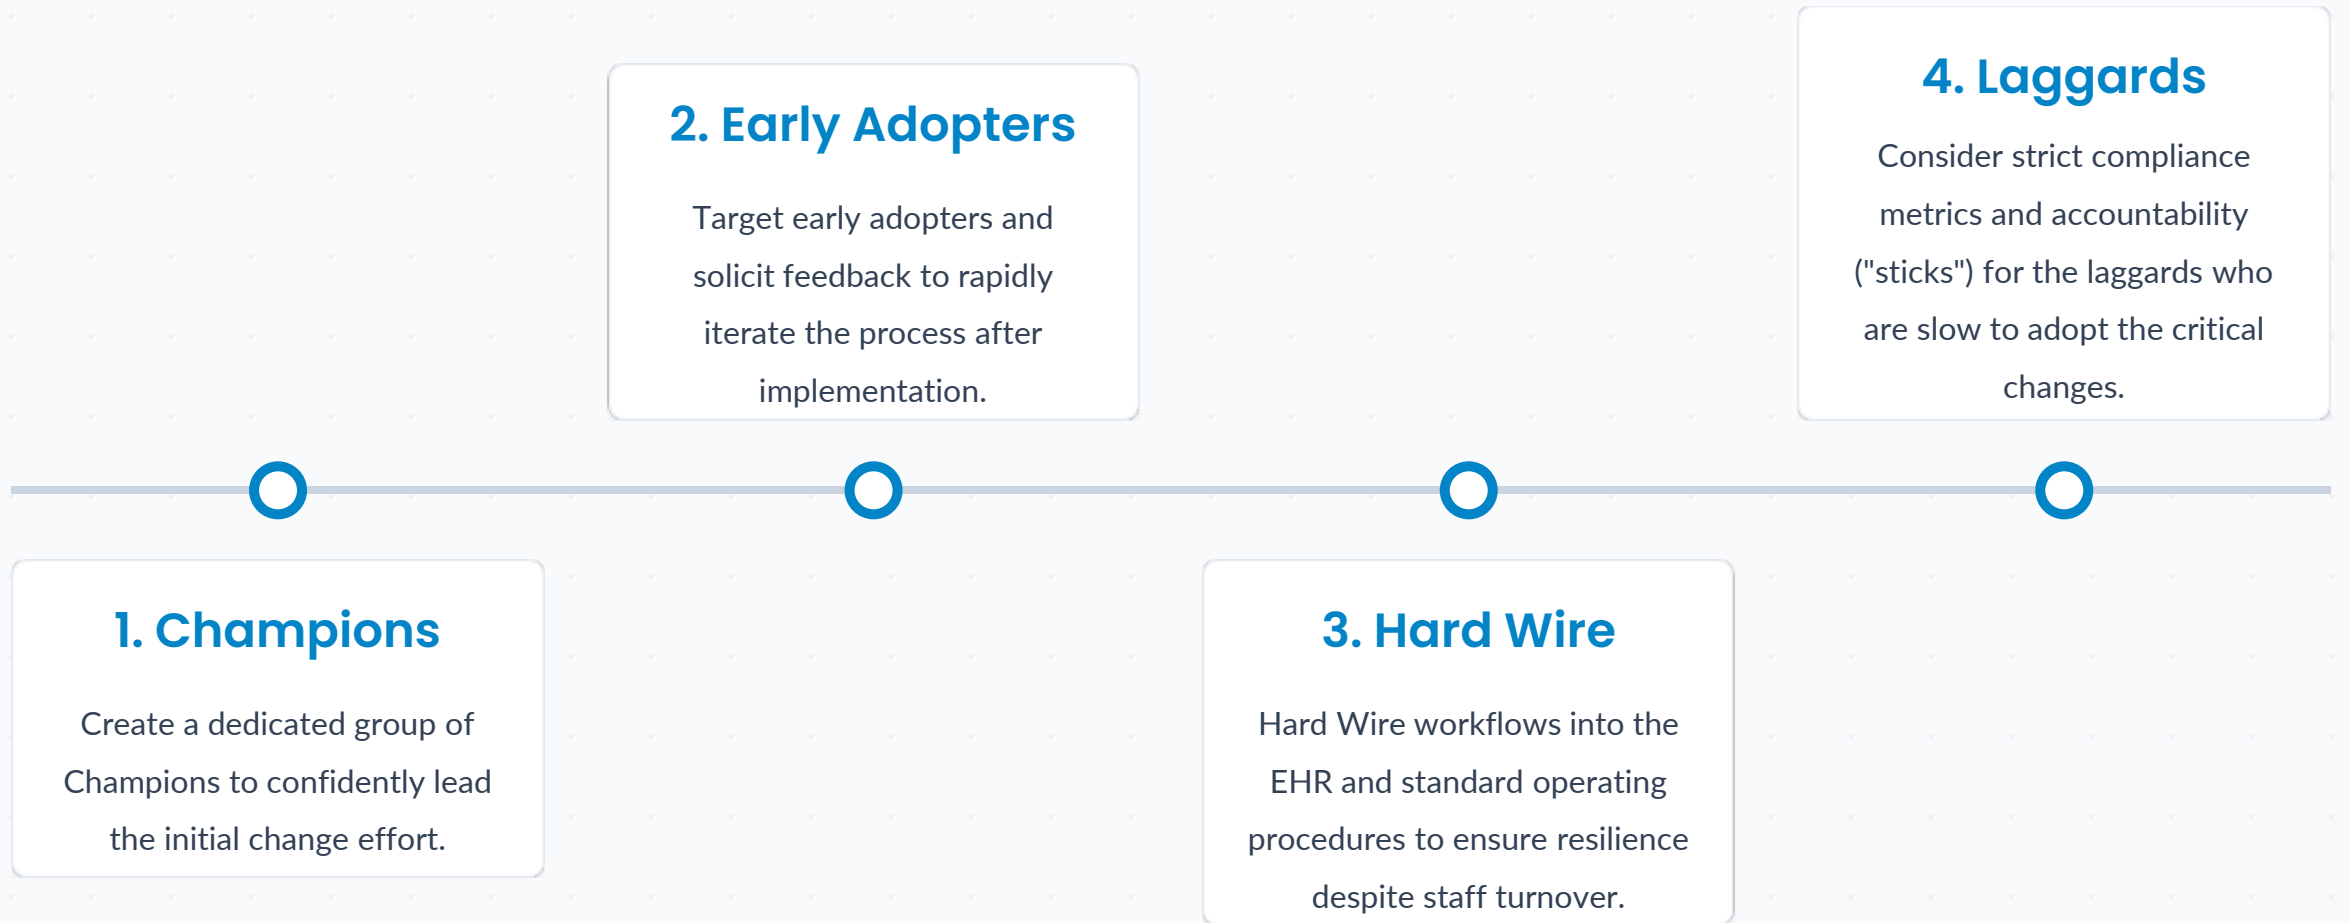 1. Champions
Create a dedicated group of
Champions to confidently lead
the initial change effort.
2. Early Adopters
Target early adopters and
solicit feedback to rapidly
iterate the process after
implementation.
3. Hard Wire
Hard Wire workflows into the
EHR and standard operating
procedures to ensure resilience
despite staff turnover.
4. Laggards
Consider strict compliance
metrics and accountability
("sticks") for the laggards who
are slow to adopt the critical
changes.